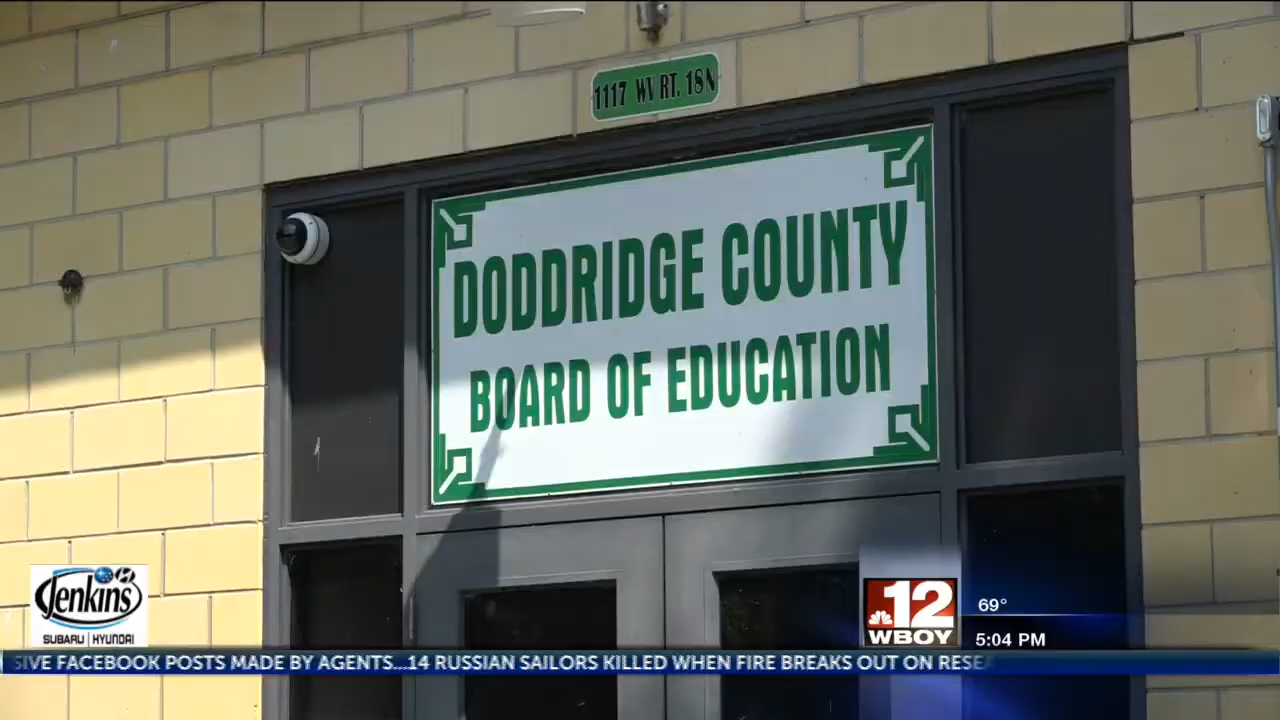 1117 WV RT. 18N
DODDRIDGE COUNTY
BOARD OF EDUCATION
Jenkins
SUBARU | HYUNDAI
12
WBOY
69°
5:04 PM
SIVE FACEBOOK POSTS MADE BY AGENTS...14 RUSSIAN SAILORS KILLED WHEN FIRE BREAKS OUT ON RESEA